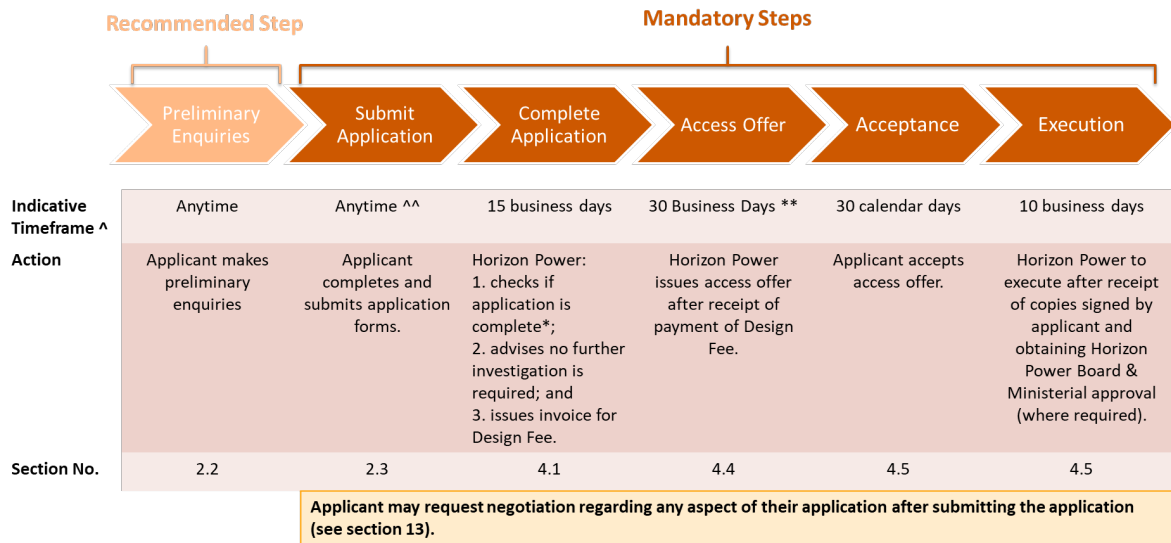 Recommended Step
Mandatory Steps
Preliminary
Enquiries
Submit
Application
Complete
Application
Access Offer
Acceptance
Execution
Indicative
Timeframe ^
Anytime
Anytime ^^
15 business days
30 Business Days **
30 calendar days
10 business days
Action
Applicant makes
preliminary
enquiries
Applicant
completes and
submits application
forms.
Horizon Power:
1. checks if
application is
complete*;
2. advises no further
investigation is
required; and
3. issues invoice for
Design Fee.
Horizon Power
issues access offer
after receipt of
payment of Design
Fee.
Applicant accepts
access offer.
Horizon Power to
execute after receipt
of copies signed by
applicant and
obtaining Horizon
Power Board &
Ministerial approval
(where required).
Section No.
2.2
2.3
4.1
4.4
4.5
4.5
Applicant may request negotiation regarding any aspect of their application after submitting the application
(see section 13).